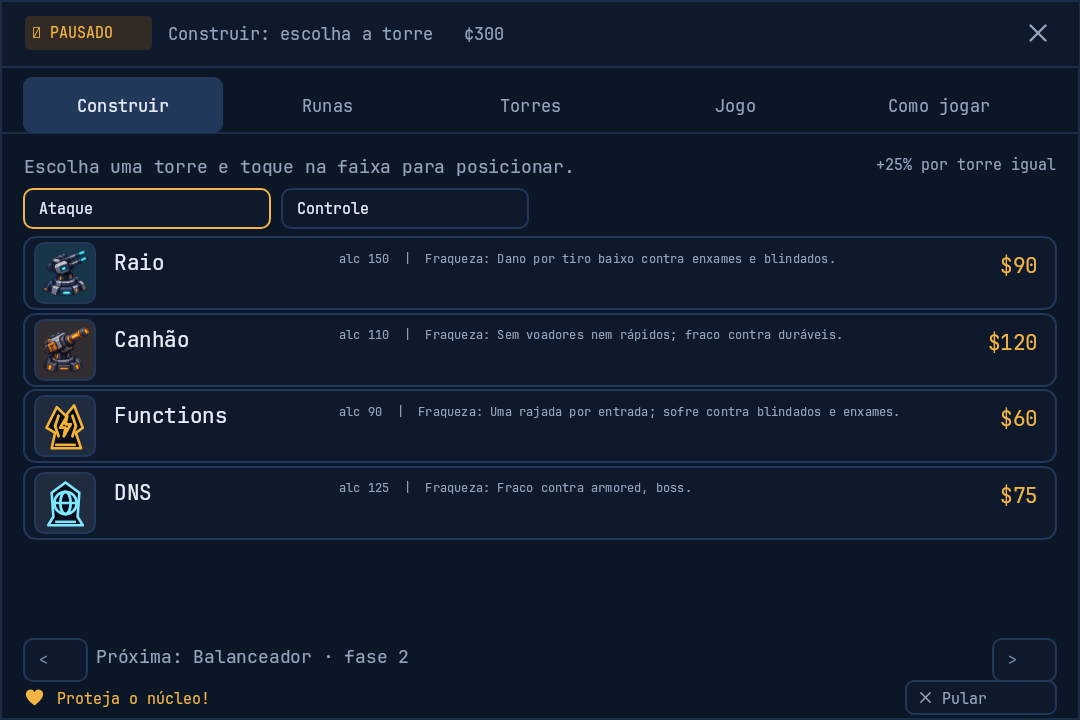 PAUSADO Construir: escolha a torre $300
Construir Runas Torres Jogo Como jogar
Escolha uma torre e toque na faixa para posicionar. +25% por torre igual
Ataque Controle
Raio alc 150 | Fraqueza: Dano por tiro baixo contra enxames e blindados. $90
Canhão alc 110 | Fraqueza: Sem voadores nem rápidos; fraco contra duráveis. $120
Functions alc 90 | Fraqueza: Uma rajada por entrada; sofre contra blindados e enxames. $60
DNS alc 125 | Fraqueza: Fraco contra armored, boss. $75
< Próxima: Balanceador · fase 2 >
Proteja o núcleo! Pular